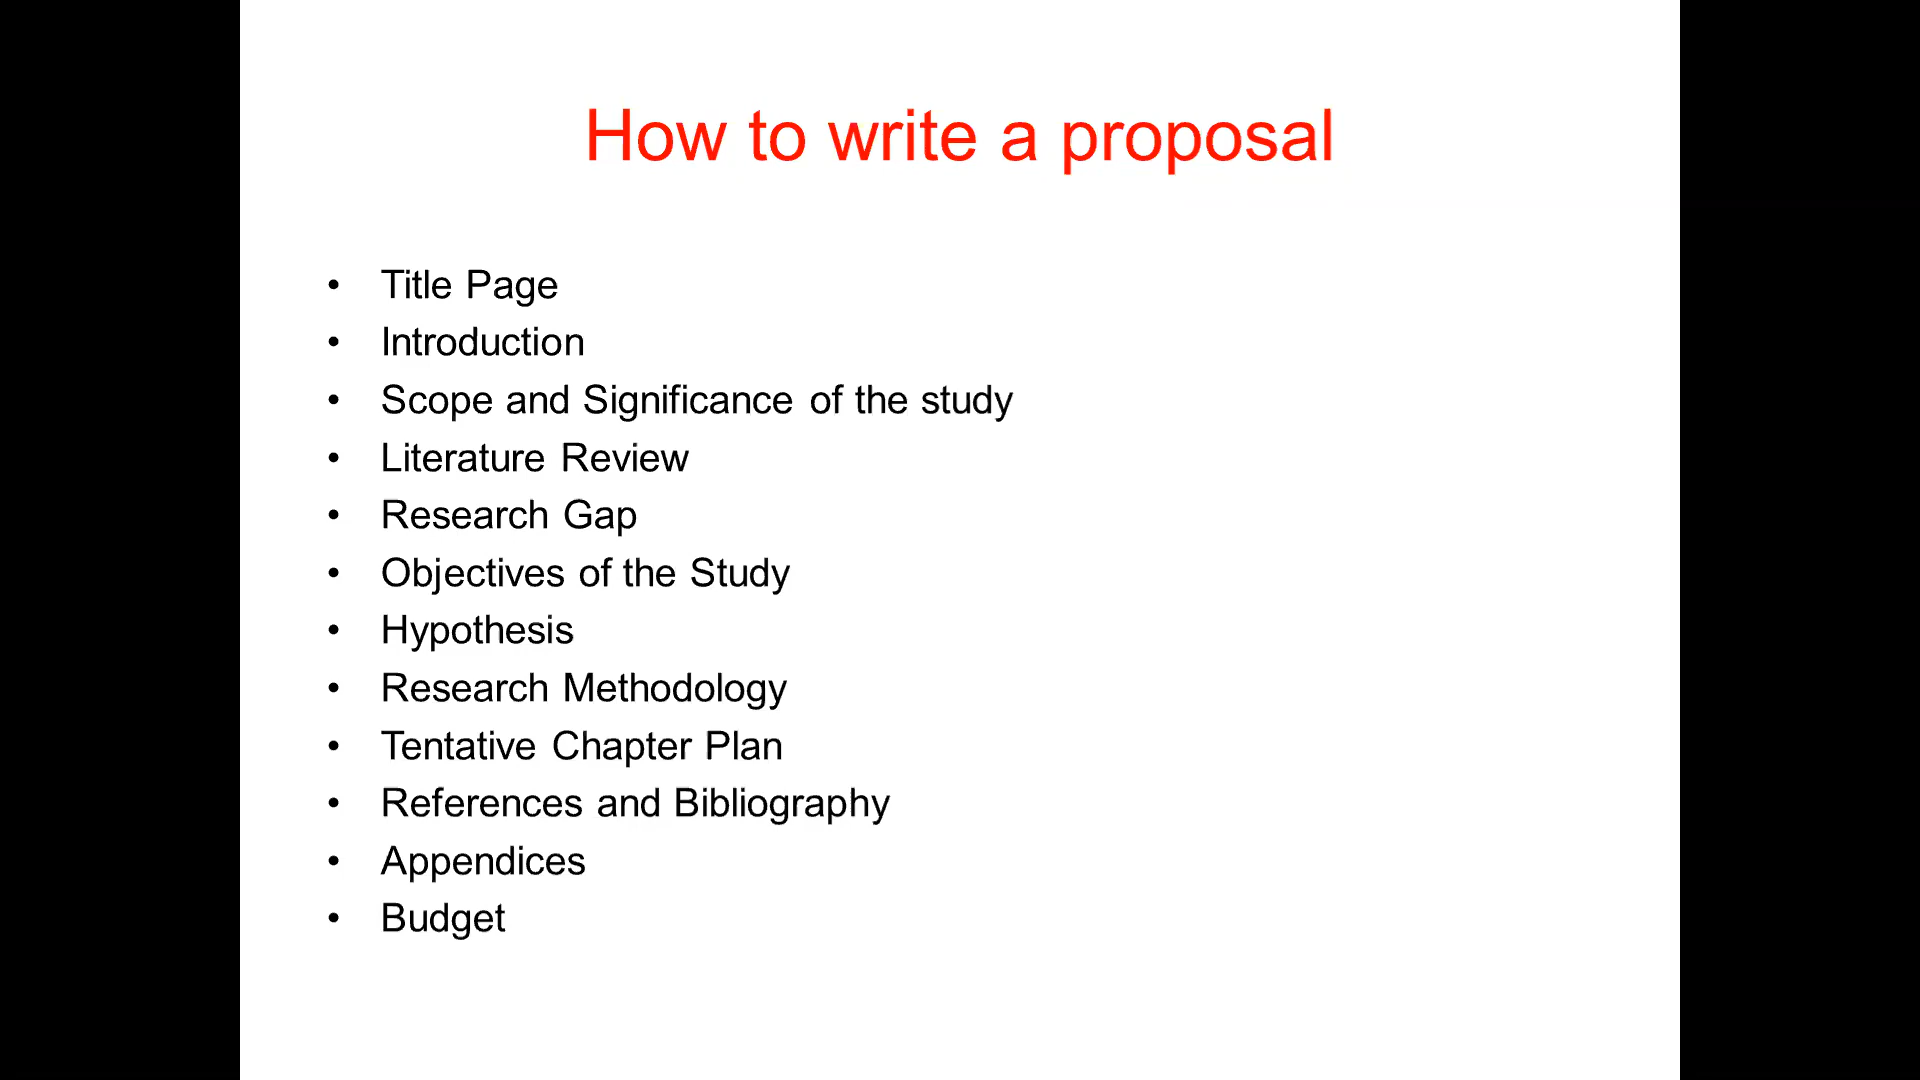 How to write a proposal
• Title Page
• Introduction
• Scope and Significance of the study
• Literature Review
• Research Gap
• Objectives of the Study
• Hypothesis
• Research Methodology
• Tentative Chapter Plan
• References and Bibliography
• Appendices
• Budget